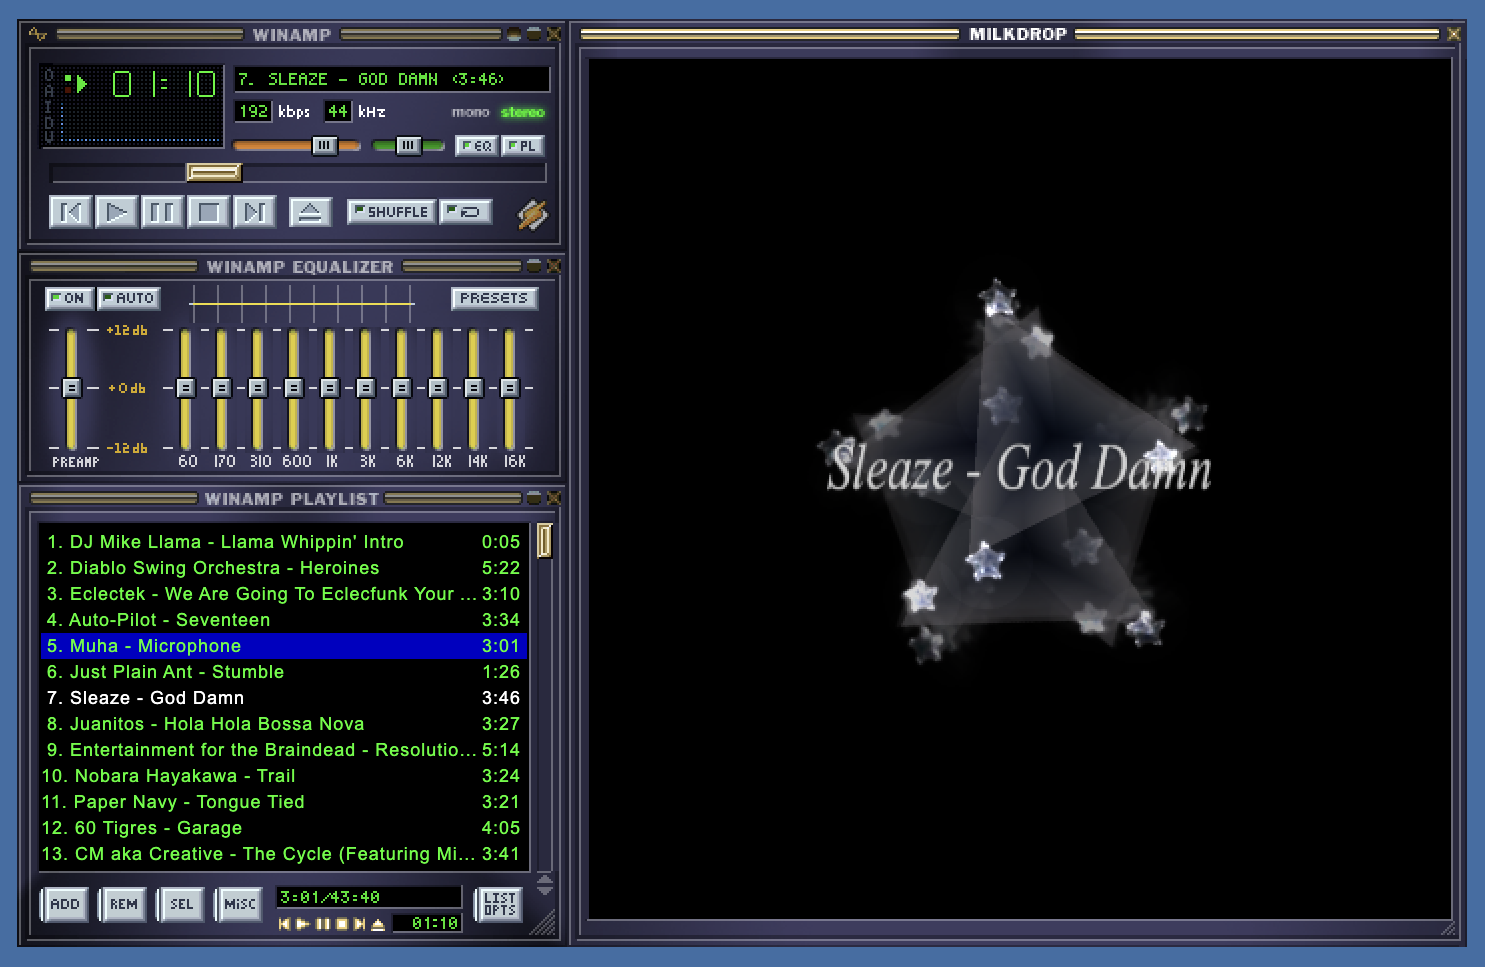 WINAMP
O
A
I
D
V
01:10
7. SLEAZE - GOD DAMN <3:46>
192 kbps 44 kHz mono stereo
EQ PL
SHUFFLE
WINAMP EQUALIZER
ON AUTO PRESETS
+12db
+0db
-12db
PREAMP 60 170 310 600 1K 3K 6K 12K 14K 16K
WINAMP PLAYLIST
1. DJ Mike Llama - Llama Whippin' Intro 0:05
2. Diablo Swing Orchestra - Heroines 5:22
3. Eclectek - We Are Going To Eclecfunk Your ... 3:10
4. Auto-Pilot - Seventeen 3:34
5. Muha - Microphone 3:01
6. Just Plain Ant - Stumble 1:26
7. Sleaze - God Damn 3:46
8. Juanitos - Hola Hola Bossa Nova 3:27
9. Entertainment for the Braindead - Resolutio... 5:14
10. Nobara Hayakawa - Trail 3:24
11. Paper Navy - Tongue Tied 3:21
12. 60 Tigres - Garage 4:05
13. CM aka Creative - The Cycle (Featuring Mi... 3:41
ADD REM SEL MISC 3:01/43:40 LIST OPTS
01:10
MILKDROP
Sleaze - God Damn